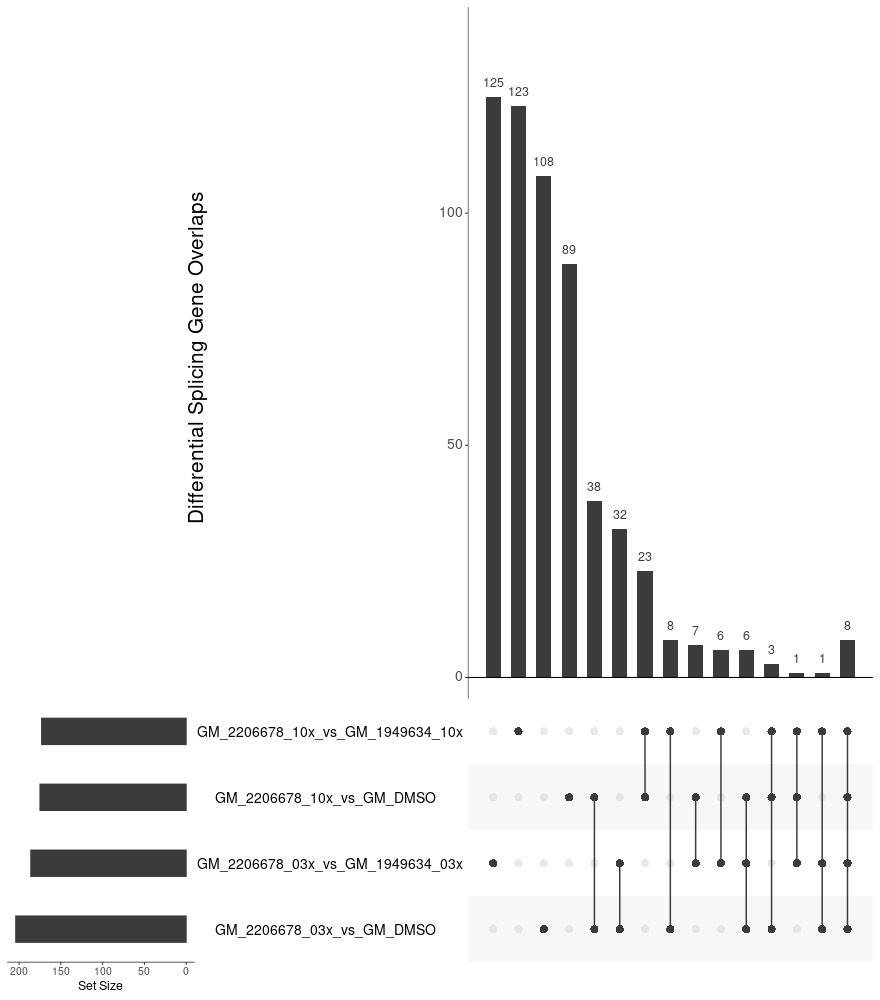 Differential Splicing Gene Overlaps
125
123
108
89
38
32
23
8
7
6
6
3
1
1
8
100
50
0
GM_2206678_10x_vs_GM_1949634_10x
GM_2206678_10x_vs_GM_DMSO
GM_2206678_03x_vs_GM_1949634_03x
GM_2206678_03x_vs_GM_DMSO
200 150 100 50 0
Set Size